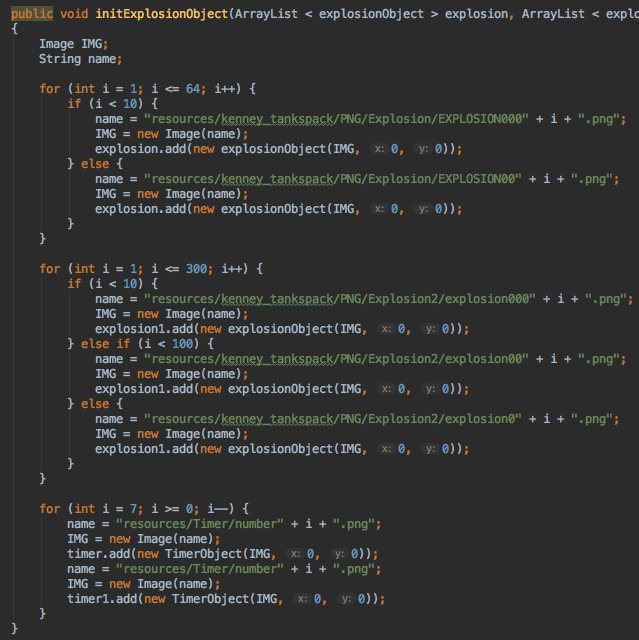 public void initExplosionObject(ArrayList < explosionObject > explosion, ArrayList < explo
{
Image IMG;
String name;
for (int i = 1; i <= 64; i++) {
if (i < 10) {
name = "resources/kenney_tankspack/PNG/Explosion/EXPLOSION000" + i + ".png";
IMG = new Image(name);
explosion.add(new explosionObject(IMG, x: 0, y: 0));
} else {
name = "resources/kenney_tankspack/PNG/Explosion/EXPLOSION00" + i + ".png";
IMG = new Image(name);
explosion.add(new explosionObject(IMG, x: 0, y: 0));
}
}
for (int i = 1; i <= 300; i++) {
if (i < 10) {
name = "resources/kenney_tankspack/PNG/Explosion2/explosion000" + i + ".png";
IMG = new Image(name);
explosion1.add(new explosionObject(IMG, x: 0, y: 0));
} else if (i < 100) {
name = "resources/kenney_tankspack/PNG/Explosion2/explosion00" + i + ".png";
IMG = new Image(name);
explosion1.add(new explosionObject(IMG, x: 0, y: 0));
} else {
name = "resources/kenney_tankspack/PNG/Explosion2/explosion0" + i + ".png";
IMG = new Image(name);
explosion1.add(new explosionObject(IMG, x: 0, y: 0));
}
}
for (int i = 7; i >= 0; i--) {
name = "resources/Timer/number" + i + ".png";
IMG = new Image(name);
timer.add(new TimerObject(IMG, x: 0, y: 0));
name = "resources/Timer/number" + i + ".png";
IMG = new Image(name);
timer1.add(new TimerObject(IMG, x: 0, y: 0));
}
}